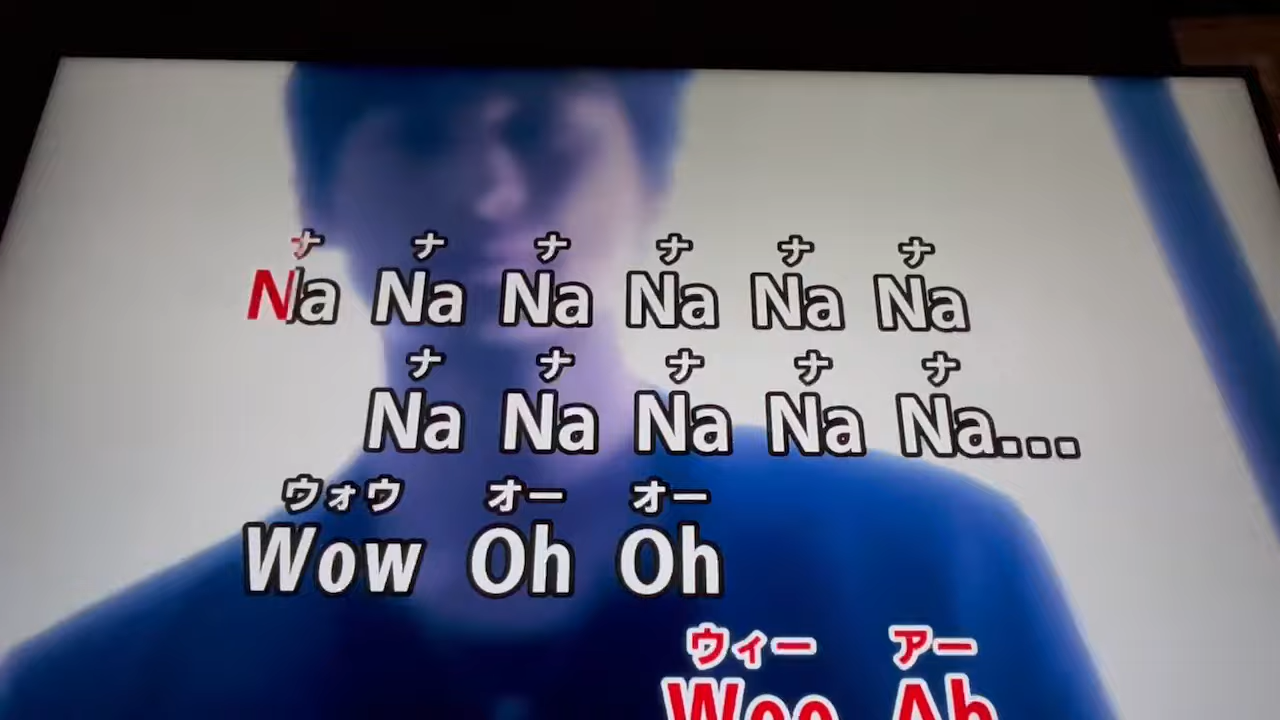 ナ ナ ナ ナ ナ ナ
Na Na Na Na Na Na
ナ ナ ナ ナ ナ
Na Na Na Na Na...
ウォウ オー オー
Wow Oh Oh
ウィー アー
Woo Ah